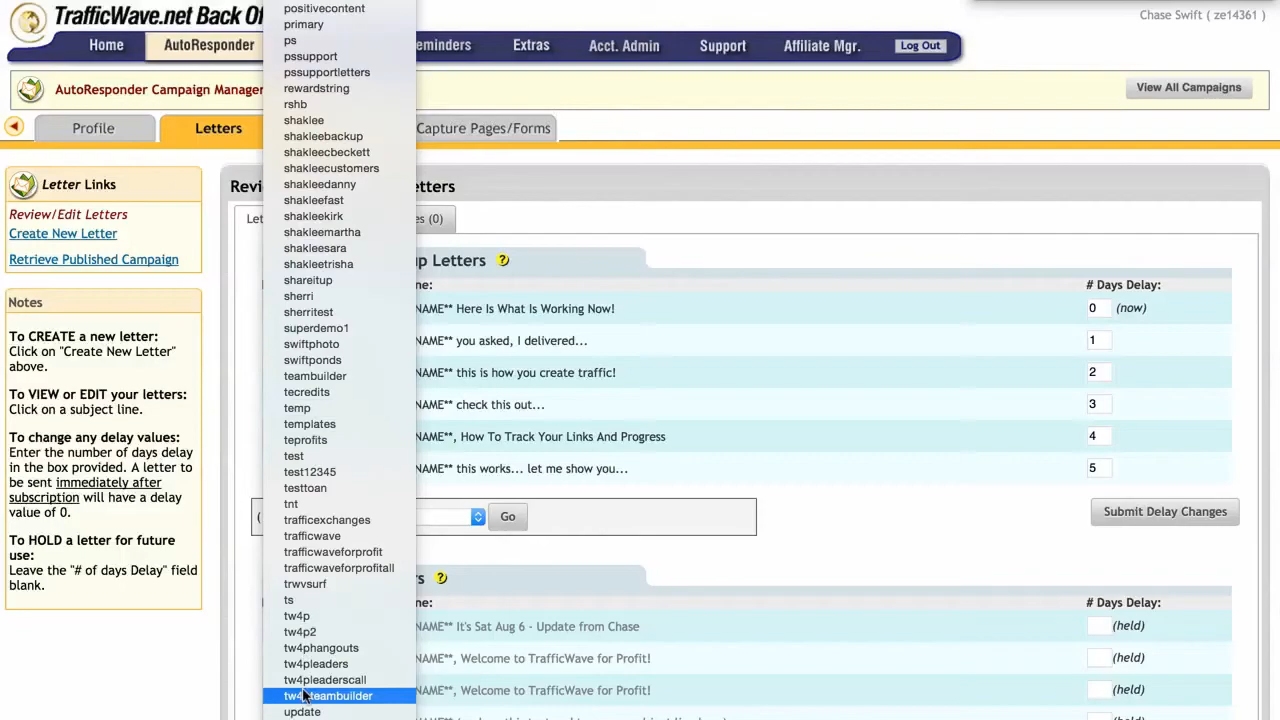 TrafficWave.net Back Of
Chase Swift ( ze14361 )
Home
AutoResponder
eminders
Extras
Acct. Admin
Support
Affiliate Mgr.
Log Out
AutoResponder Campaign Manager
View All Campaigns
Profile
Letters
Capture Pages/Forms
Letter Links
Review/Edit Letters
Create New Letter
Retrieve Published Campaign
Notes
To CREATE a new letter:
Click on "Create New Letter"
above.
To VIEW or EDIT your letters:
Click on a subject line.
To change any delay values:
Enter the number of days delay
in the box provided. A letter to
be sent immediately after
subscription will have a delay
value of 0.
To HOLD a letter for future
use:
Leave the "# of days Delay" field
blank.
positivecontent
primary
ps
pssupport
pssupportletters
rewardstring
rshb
shaklee
shakleebackup
shakleecbeckett
shakleecustomers
shakleedanny
shakleefast
shakleekirk
shakleemartha
shakleesara
shakleetrisha
shareitup
sherri
sherritest
superdemo1
swiftphoto
swiftponds
teambuilder
tecredits
temp
templates
teprofits
test
test12345
testtoan
tnt
trafficexchanges
trafficwave
trafficwaveforprofit
trafficwaveforprofitall
trwvsurf
ts
tw4p
tw4p2
tw4phangouts
tw4pleaders
tw4pleaderscall
tw4pteambuilder
update
Revi
etters
Let
es (0)
up Letters ?
ne:
# Days Delay:
NAME** Here Is What Is Working Now!
0 (now)
NAME** you asked, I delivered...
1
NAME** this is how you create traffic!
2
NAME** check this out...
3
NAME**, How To Track Your Links And Progress
4
NAME** this works... let me show you...
5
(
Go
Submit Delay Changes
rs ?
ne:
# Days Delay:
NAME** It's Sat Aug 6 - Update from Chase
(held)
NAME**, Welcome to TrafficWave for Profit!
(held)
NAME**, Welcome to TrafficWave for Profit!
(held)